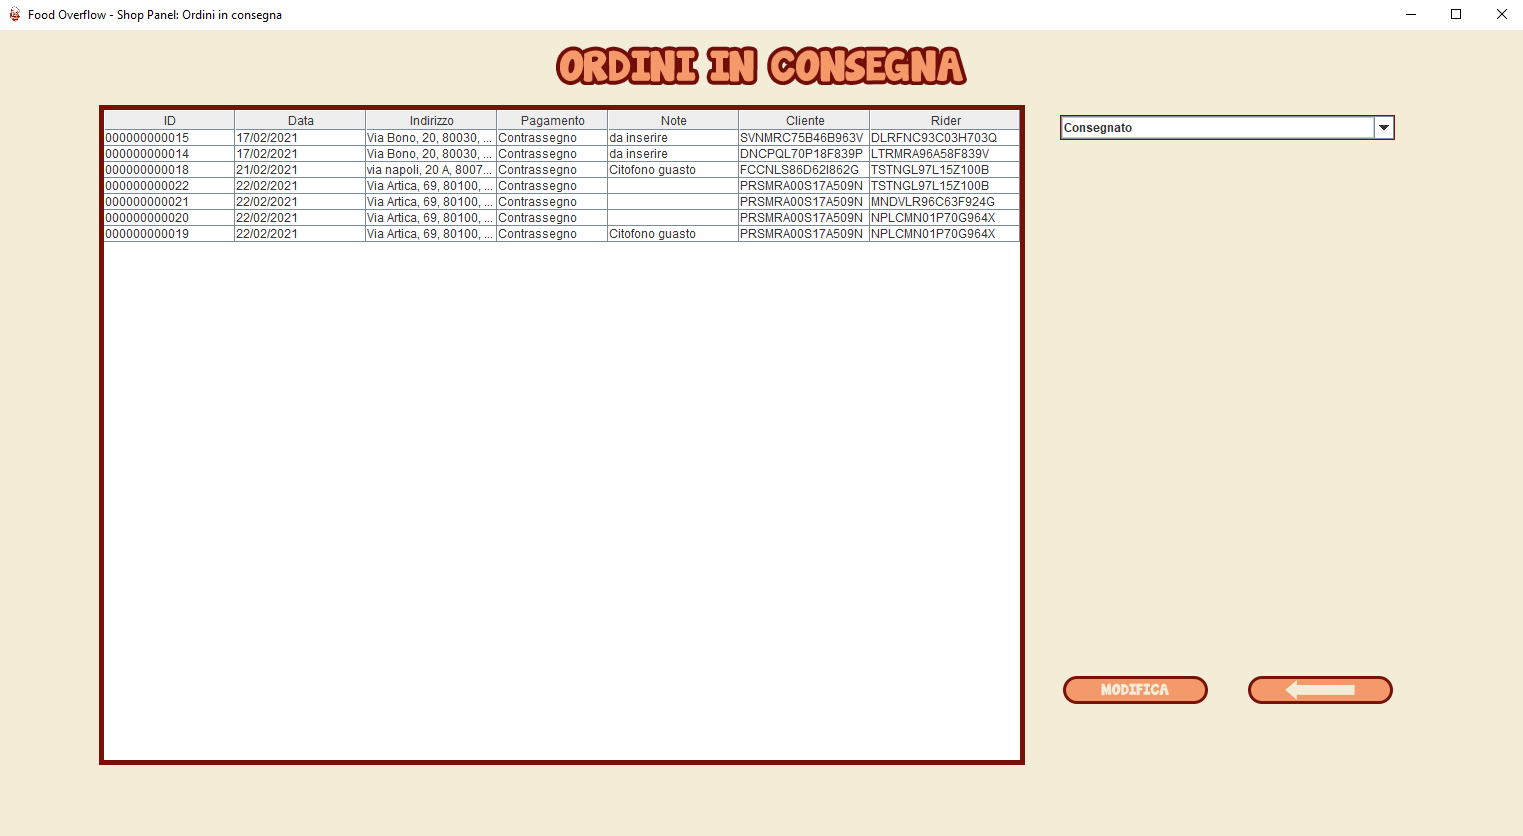 Food Overflow - Shop Panel: Ordini in consegna
ORDINI IN CONSEGNA
ID Data Indirizzo Pagamento Note Cliente Rider
000000000015 17/02/2021 Via Bono, 20, 80030, ... Contrassegno da inserire SVNMRC75B46B963V DLRFNC93C03H703Q
000000000014 17/02/2021 Via Bono, 20, 80030, ... Contrassegno da inserire DNCPQL70P18F839P LTRMRA96A58F839V
000000000018 21/02/2021 via napoli, 20 A, 8007... Contrassegno Citofono guasto FCCNLS86D62I862G TSTNGL97L15Z100B
000000000022 22/02/2021 Via Artica, 69, 80100, ... Contrassegno PRSMRA00S17A509N TSTNGL97L15Z100B
000000000021 22/02/2021 Via Artica, 69, 80100, ... Contrassegno PRSMRA00S17A509N MNDVLR96C63F924G
000000000020 22/02/2021 Via Artica, 69, 80100, ... Contrassegno PRSMRA00S17A509N NPLCMN01P70G964X
000000000019 22/02/2021 Via Artica, 69, 80100, ... Contrassegno Citofono guasto PRSMRA00S17A509N NPLCMN01P70G964X
Consegnato
MODIFICA